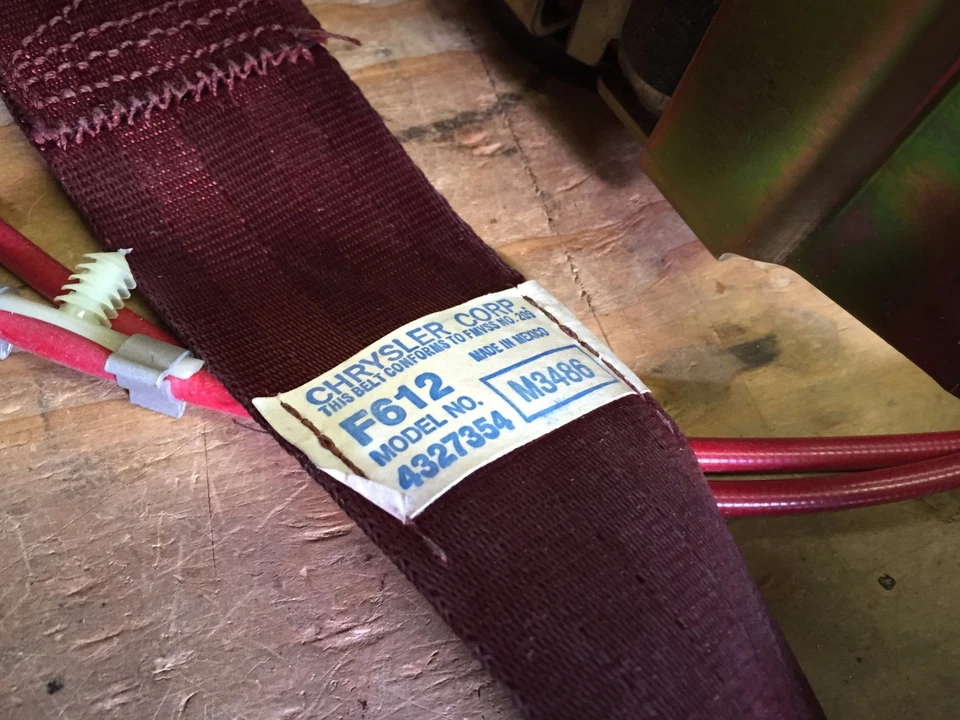 CHRYSLER CORP
THIS BELT CONFORMS TO FMVSS NO. 209
F612
MADE IN MEXICO
MODEL NO.
4327354
M3486